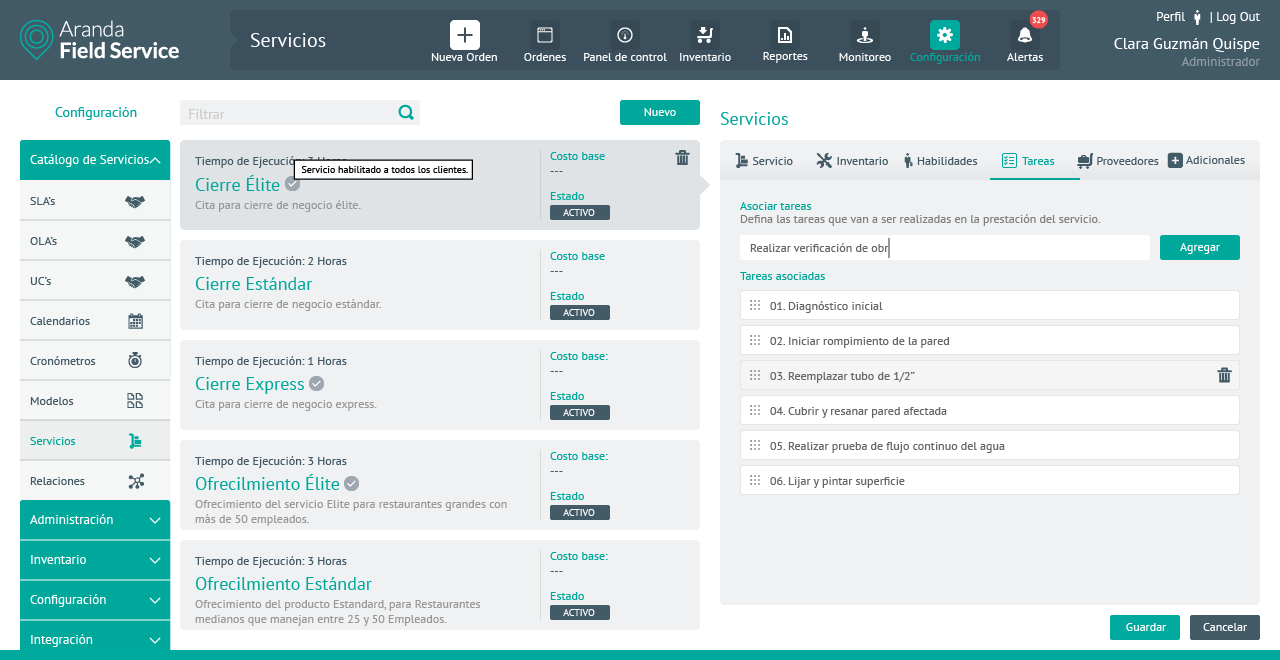 Aranda
Field Service
Servicios
Nueva Orden
Ordenes
Panel de control
Inventario
Reportes
Monitoreo
Configuración
Alertas
329
Perfil | Log Out
Clara Guzmán Quispe
Administrador
Configuración
Catálogo de Servicios
SLA's
OLA's
UC's
Calendarios
Cronómetros
Modelos
Servicios
Relaciones
Administración
Inventario
Configuración
Integración
Filtrar
Nuevo
Tiempo de Ejecución: 3 Horas
Servicio habilitado a todos los clientes.
Cierre Élite
Cita para cierre de negocio élite.
Costo base
---
Estado
ACTIVO
Tiempo de Ejecución: 2 Horas
Cierre Estándar
Cita para cierre de negocio estándar.
Costo base
---
Estado
ACTIVO
Tiempo de Ejecución: 1 Horas
Cierre Express
Cita para cierre de negocio express.
Costo base:
---
Estado
ACTIVO
Tiempo de Ejecución: 3 Horas
Ofrecilmiento Élite
Ofrecimiento del servicio Elite para restaurantes grandes con
màs de 50 empleados.
Costo base:
---
Estado
ACTIVO
Tiempo de Ejecución: 3 Horas
Ofrecilmiento Estándar
Ofrecimiento del producto Estandard, para Restaurantes
medianos que manejan entre 25 y 50 Empleados.
Costo base:
---
Estado
ACTIVO
Servicios
Servicio
Inventario
Habilidades
Tareas
Proveedores
Adicionales
Asociar tareas
Defina las tareas que van a ser realizadas en la prestación del servicio.
Realizar verificación de obr
Agregar
Tareas asociadas
01. Diagnóstico inicial
02. Iniciar rompimiento de la pared
03. Reemplazar tubo de 1/2"
04. Cubrir y resanar pared afectada
05. Realizar prueba de flujo continuo del agua
06. Lijar y pintar superficie
Guardar
Cancelar